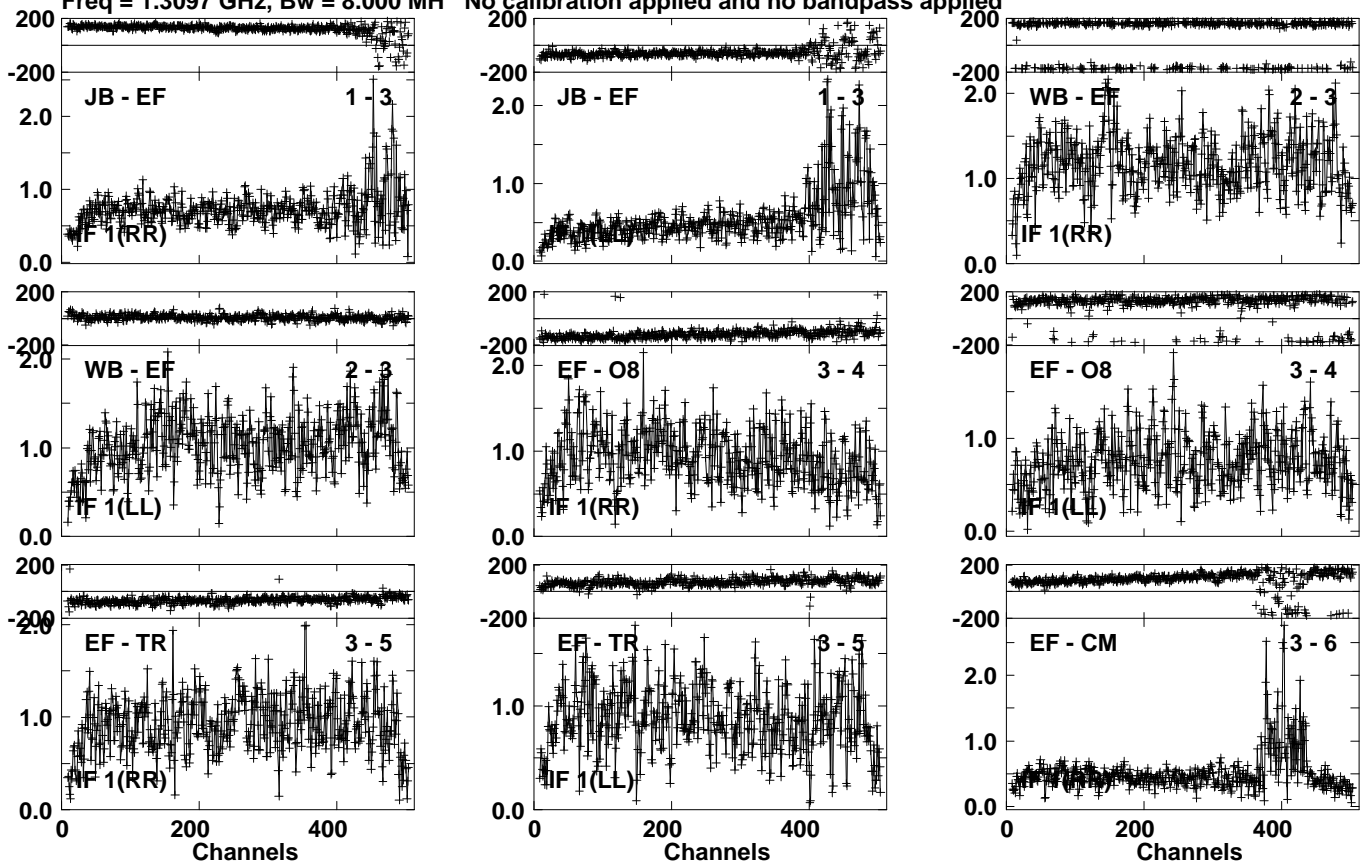 Freq = 1.3097 GHz, Bw = 8.000 MH No calibration applied and no bandpass applied
200
-200
JB - EF 1 - 3
2.0
1.0
IF 1(RR)
0.0
200
-200
JB - EF 1 - 3
2.0
1.0
IF 1(LL)
0.0
200
-200
WB - EF 2 - 3
2.0
1.0
IF 1(RR)
0.0
200
-200
2.0
WB - EF 2 - 3
1.0
IF 1(LL)
0.0
200
-200
EF - O8 3 - 4
2.0
1.0
IF 1(RR)
0.0
200
-200
EF - O8 3 - 4
1.0
IF 1(LL)
0.0
200
-200
2.0
EF - TR 3 - 5
1.0
IF 1(RR)
0.0
0 200 400
Channels
200
-200
EF - TR 3 - 5
2.0
1.0
IF 1(LL)
0.0
0 200 400
Channels
200
-200
EF - CM 3 - 6
2.0
1.0
IF 1(RR)
0.0
0 200 400
Channels